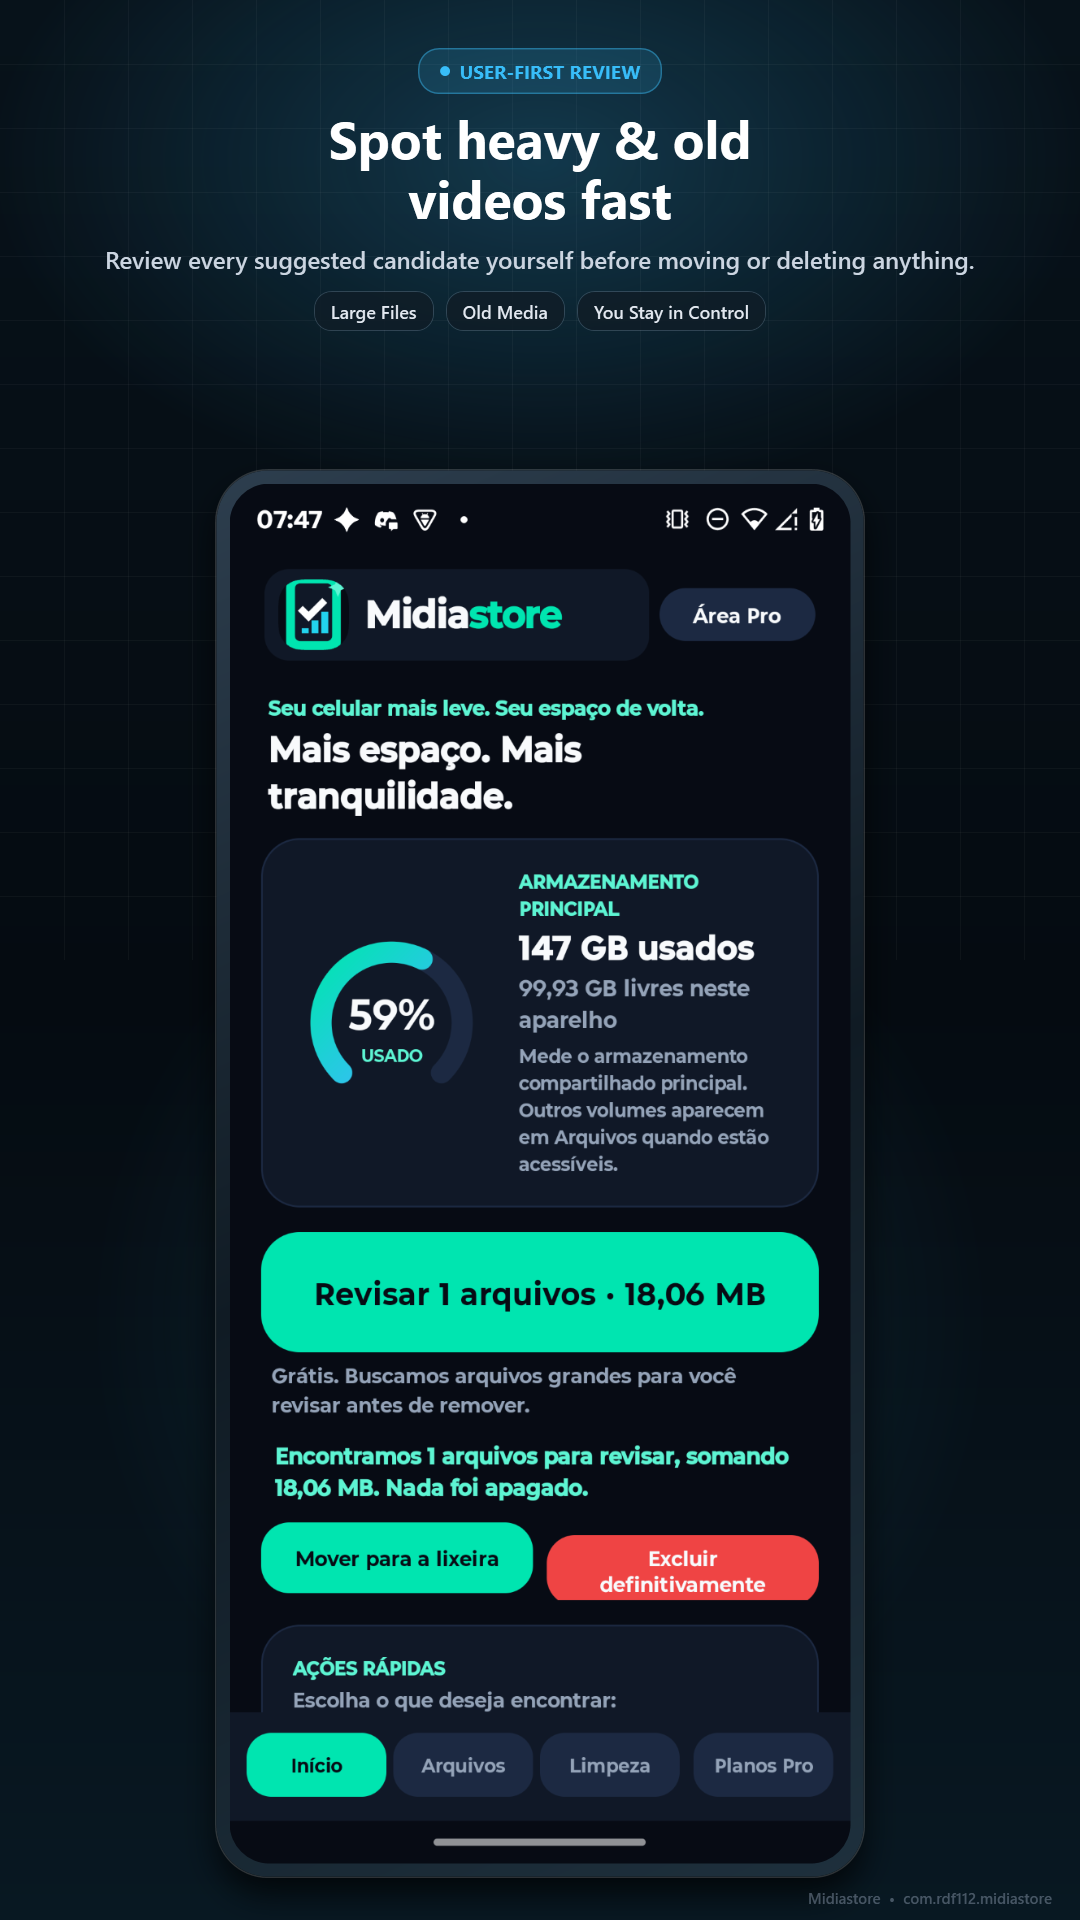 USER-FIRST REVIEW
Spot heavy & old
videos fast
Review every suggested candidate yourself before moving or deleting anything.
Large Files
Old Media
You Stay in Control
07:47
Midiastore
Área Pro
Seu celular mais leve. Seu espaço de volta.
Mais espaço. Mais
tranquilidade.
ARMAZENAMENTO
PRINCIPAL
147 GB usados
99,93 GB livres neste
aparelho
59%
USADO
Mede o armazenamento
compartilhado principal.
Outros volumes aparecem
em Arquivos quando estão
acessíveis.
Revisar 1 arquivos · 18,06 MB
Grátis. Buscamos arquivos grandes para você
revisar antes de remover.
Encontramos 1 arquivos para revisar, somando
18,06 MB. Nada foi apagado.
Mover para a lixeira
Excluir
definitivamente
AÇÕES RÁPIDAS
Escolha o que deseja encontrar:
Início
Arquivos
Limpeza
Planos Pro
Midiastore • com.rdf112.midiastore